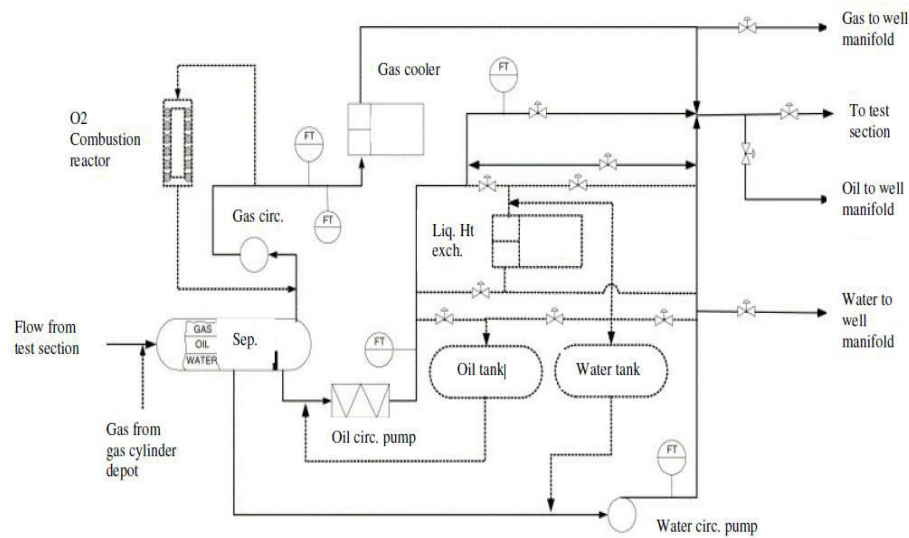 Gas to well
manifold
Gas cooler
FT
O2
Combustion
reactor
To test
section
FT
Gas circ.
FT
Oil to well
manifold
Liq. Ht
exch.
Water to
well
manifold
Flow from
test section
GAS
OIL
WATER
Sep.
FT
Oil tank
Water tank
Gas from
gas cylinder
depot
Oil circ. pump
FT
Water circ. pump